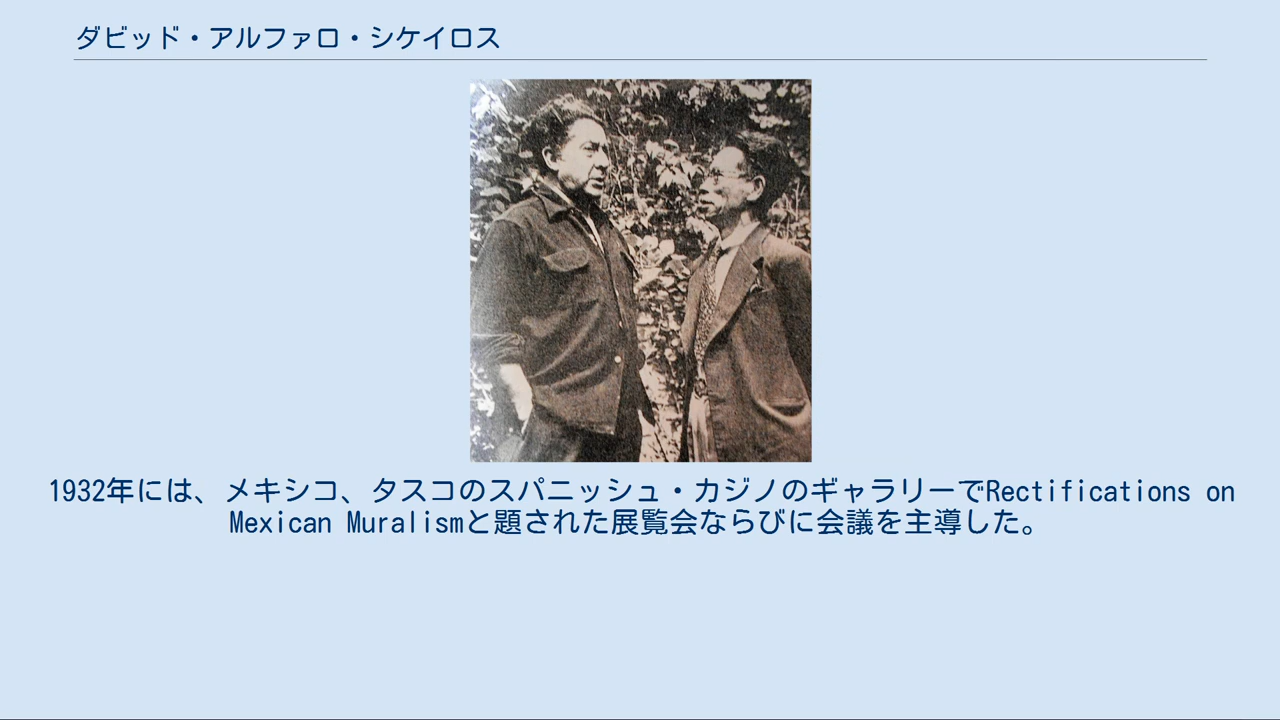 ダビッド・アルファロ・シケイロス
1932年には、メキシコ、タスコのスパニッシュ・カジノのギャラリーでRectifications on
Mexican Muralismと題された展覧会ならびに会議を主導した。